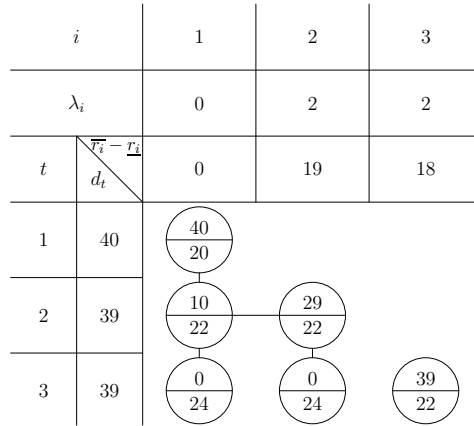 i 1 2 3
λ_i 0 2 2
t \overline{r_i} − \underline{r_i} d_t 0 19 18
1 40 40/20
2 39 10/22 29/22
3 39 0/24 0/24 39/22